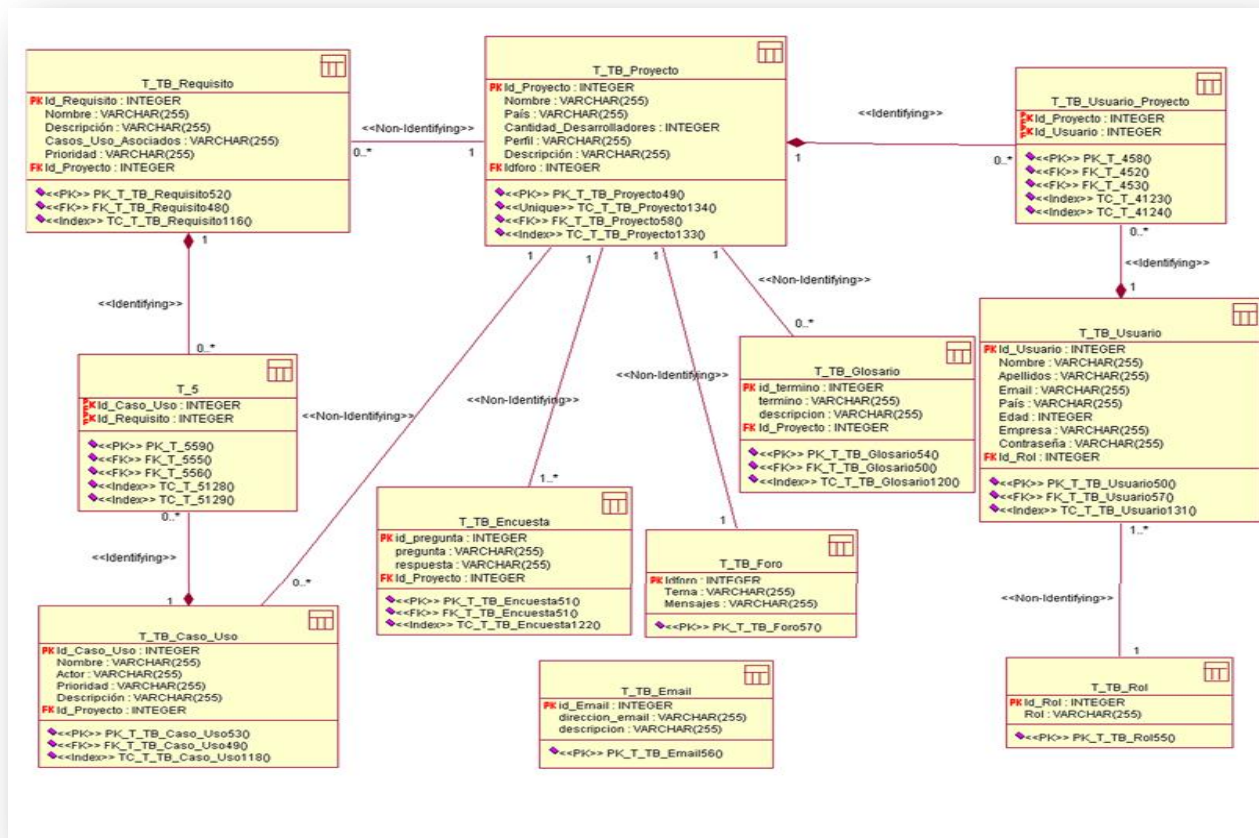 T_TB_Requisito
PK Id_Requisito : INTEGER
Nombre : VARCHAR(255)
Descripción : VARCHAR(255)
Casos_Uso_Asociados : VARCHAR(255)
Prioridad : VARCHAR(255)
FK Id_Proyecto : INTEGER
<<PK>> PK_T_TB_Requisito52()
<<FK>> FK_T_TB_Requisito48()
<<Index>> TC_T_TB_Requisito116()
<<Non-Identifying>>
0..*
1
T_TB_Proyecto
PK Id_Proyecto : INTEGER
Nombre : VARCHAR(255)
País : VARCHAR(255)
Cantidad_Desarrolladores : INTEGER
Perfil : VARCHAR(255)
Descripción : VARCHAR(255)
FK Idforo : INTEGER
<<PK>> PK_T_TB_Proyecto49()
<<Unique>> TC_T_TB_Proyecto134()
<<FK>> FK_T_TB_Proyecto58()
<<Index>> TC_T_TB_Proyecto133()
<<Identifying>>
1
0..*
T_TB_Usuario_Proyecto
Id_Proyecto : INTEGER
Id_Usuario : INTEGER
<<PK>> PK_T_458()
<<FK>> FK_T_452()
<<FK>> FK_T_453()
<<Index>> TC_T_4123()
<<Index>> TC_T_4124()
1
<<Identifying>>
0..*
1
1
1
1
<<Non-Identifying>>
0..*
0..*
<<Identifying>>
1
T_5
Id_Caso_Uso : INTEGER
Id_Requisito : INTEGER
<<PK>> PK_T_559()
<<FK>> FK_T_555()
<<FK>> FK_T_556()
<<Index>> TC_T_5128()
<<Index>> TC_T_5129()
<<Non-Identifying>>
<<Non-Identifying>>
<<Non-Identifying>>
T_TB_Glosario
PK id_termino : INTEGER
termino : VARCHAR(255)
descripcion : VARCHAR(255)
FK Id_Proyecto : INTEGER
<<PK>> PK_T_TB_Glosario54()
<<FK>> FK_T_TB_Glosario50()
<<Index>> TC_T_TB_Glosario120()
T_TB_Usuario
PK Id_Usuario : INTEGER
Nombre : VARCHAR(255)
Apellidos : VARCHAR(255)
Email : VARCHAR(255)
País : VARCHAR(255)
Edad : INTEGER
Empresa : VARCHAR(255)
Contraseña : VARCHAR(255)
FK Id_Rol : INTEGER
<<PK>> PK_T_TB_Usuario50()
<<FK>> FK_T_TB_Usuario57()
<<Index>> TC_T_TB_Usuario131()
0..*
<<Identifying>>
1
0..*
1..*
T_TB_Encuesta
PK id_pregunta : INTEGER
pregunta : VARCHAR(255)
respuesta : VARCHAR(255)
FK Id_Proyecto : INTEGER
<<PK>> PK_T_TB_Encuesta51()
<<FK>> FK_T_TB_Encuesta51()
<<Index>> TC_T_TB_Encuesta122()
1
T_TB_Foro
PK Idforo : INTEGER
Tema : VARCHAR(255)
Mensajes : VARCHAR(255)
<<PK>> PK_T_TB_Foro57()
1..*
<<Non-Identifying>>
1
T_TB_Caso_Uso
PK Id_Caso_Uso : INTEGER
Nombre : VARCHAR(255)
Actor : VARCHAR(255)
Prioridad : VARCHAR(255)
Descripción : VARCHAR(255)
FK Id_Proyecto : INTEGER
<<PK>> PK_T_TB_Caso_Uso53()
<<FK>> FK_T_TB_Caso_Uso49()
<<Index>> TC_T_TB_Caso_Uso118()
T_TB_Email
PK id_Email : INTEGER
direccion_email : VARCHAR(255)
descripcion : VARCHAR(255)
<<PK>> PK_T_TB_Email56()
T_TB_Rol
PK Id_Rol : INTEGER
Rol : VARCHAR(255)
<<PK>> PK_T_TB_Rol55()